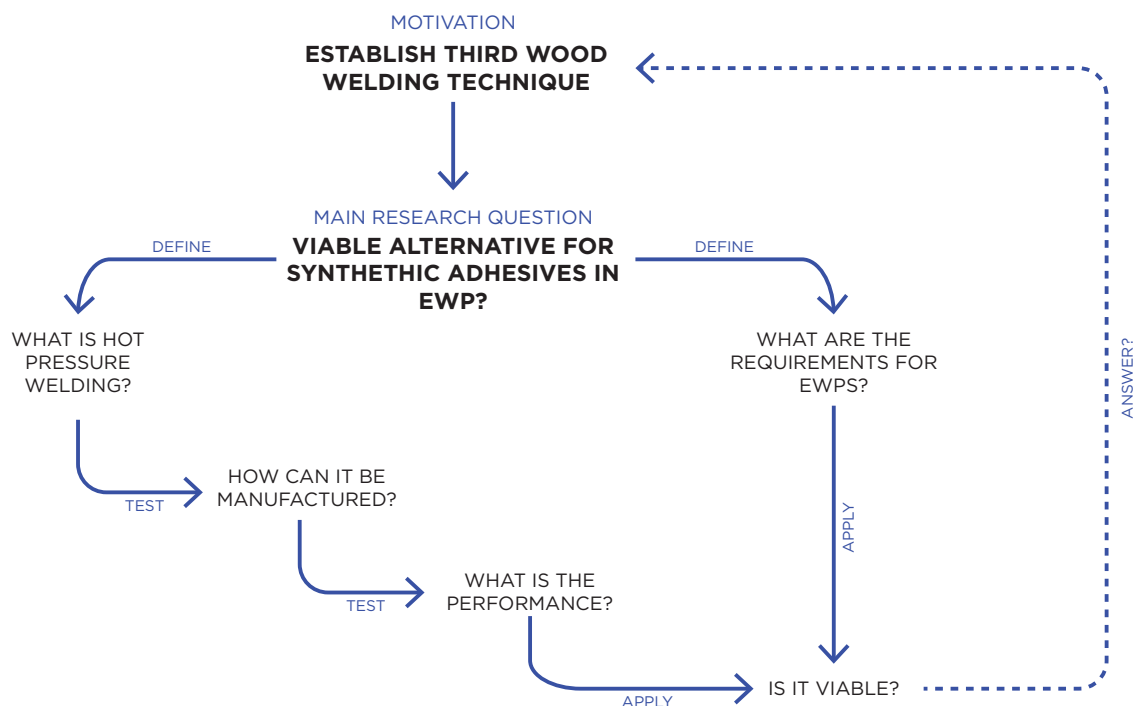 MOTIVATION
ESTABLISH THIRD WOOD
WELDING TECHNIQUE
MAIN RESEARCH QUESTION
VIABLE ALTERNATIVE FOR
SYNTHETHIC ADHESIVES IN
EWP?
DEFINE
DEFINE
WHAT IS HOT
PRESSURE
WELDING?
WHAT ARE THE
REQUIREMENTS FOR
EWPS?
ANSWER?
TEST
HOW CAN IT BE
MANUFACTURED?
APPLY
TEST
WHAT IS THE
PERFORMANCE?
APPLY
IS IT VIABLE?